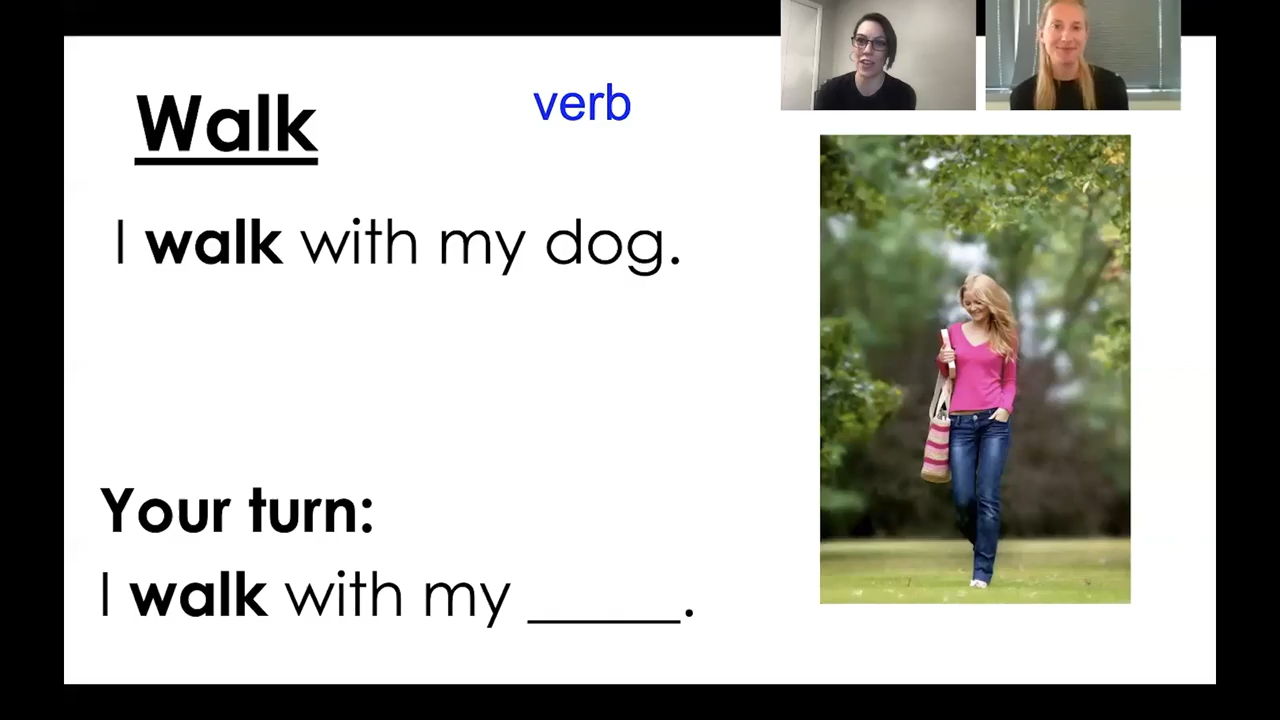 Walk
verb
I walk with my dog.
Your turn:
I walk with my ______.